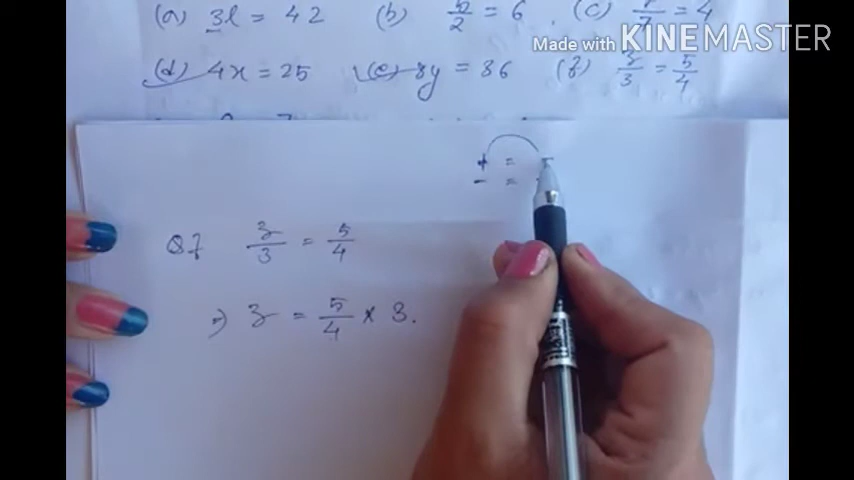 (a) 3l = 42 (b) b/2 = 6 (c) /7 = 4
Made with KINEMASTER
(d) 4x = 25 (e) 8y = 36 (f) z/3 = 5/4
+ = -
- =
Q f z/3 = 5/4
⇒ z = 5/4 × 3.